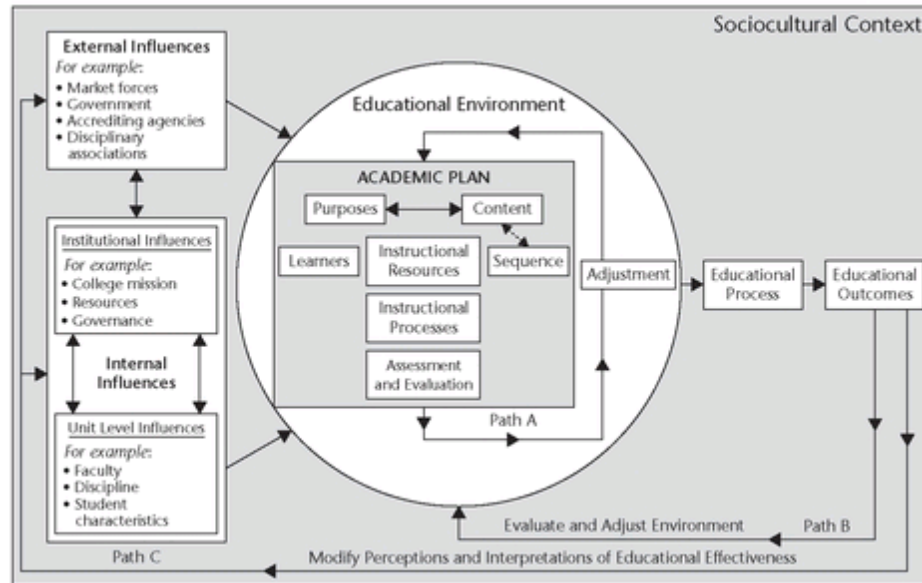 Sociocultural Context
External Influences
For example:
• Market forces
• Government
• Accrediting agencies
• Disciplinary
associations
Institutional Influences
For example:
• College mission
• Resources
• Governance
Internal
Influences
Unit Level Influences
For example:
• Faculty
• Discipline
• Student
characteristics
Educational Environment
ACADEMIC PLAN
Purposes
Content
Learners
Instructional
Resources
Sequence
Instructional
Processes
Assessment
and Evaluation
Adjustment
Path A
Educational
Process
Educational
Outcomes
Evaluate and Adjust Environment
Path B
Path C
Modify Perceptions and Interpretations of Educational Effectiveness